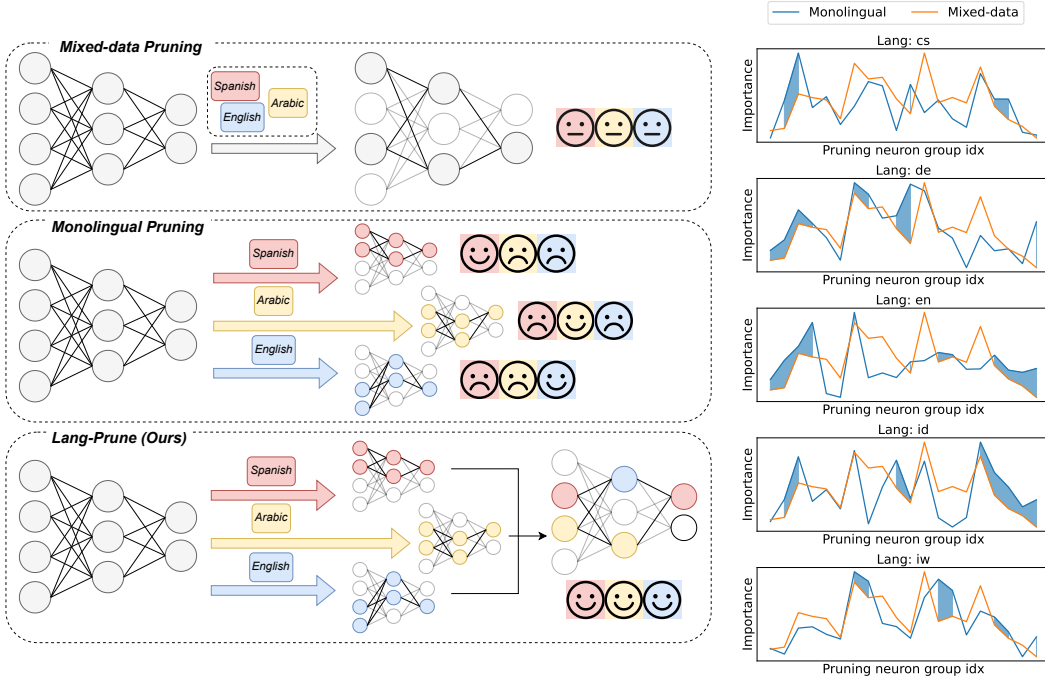 Mixed-data Pruning
Spanish
Arabic
English
Monolingual Pruning
Spanish
Arabic
English
Lang-Prune (Ours)
Spanish
Arabic
English
Monolingual
Mixed-data
Lang: cs
Importance
Pruning neuron group idx
Lang: de
Importance
Pruning neuron group idx
Lang: en
Importance
Pruning neuron group idx
Lang: id
Importance
Pruning neuron group idx
Lang: iw
Importance
Pruning neuron group idx